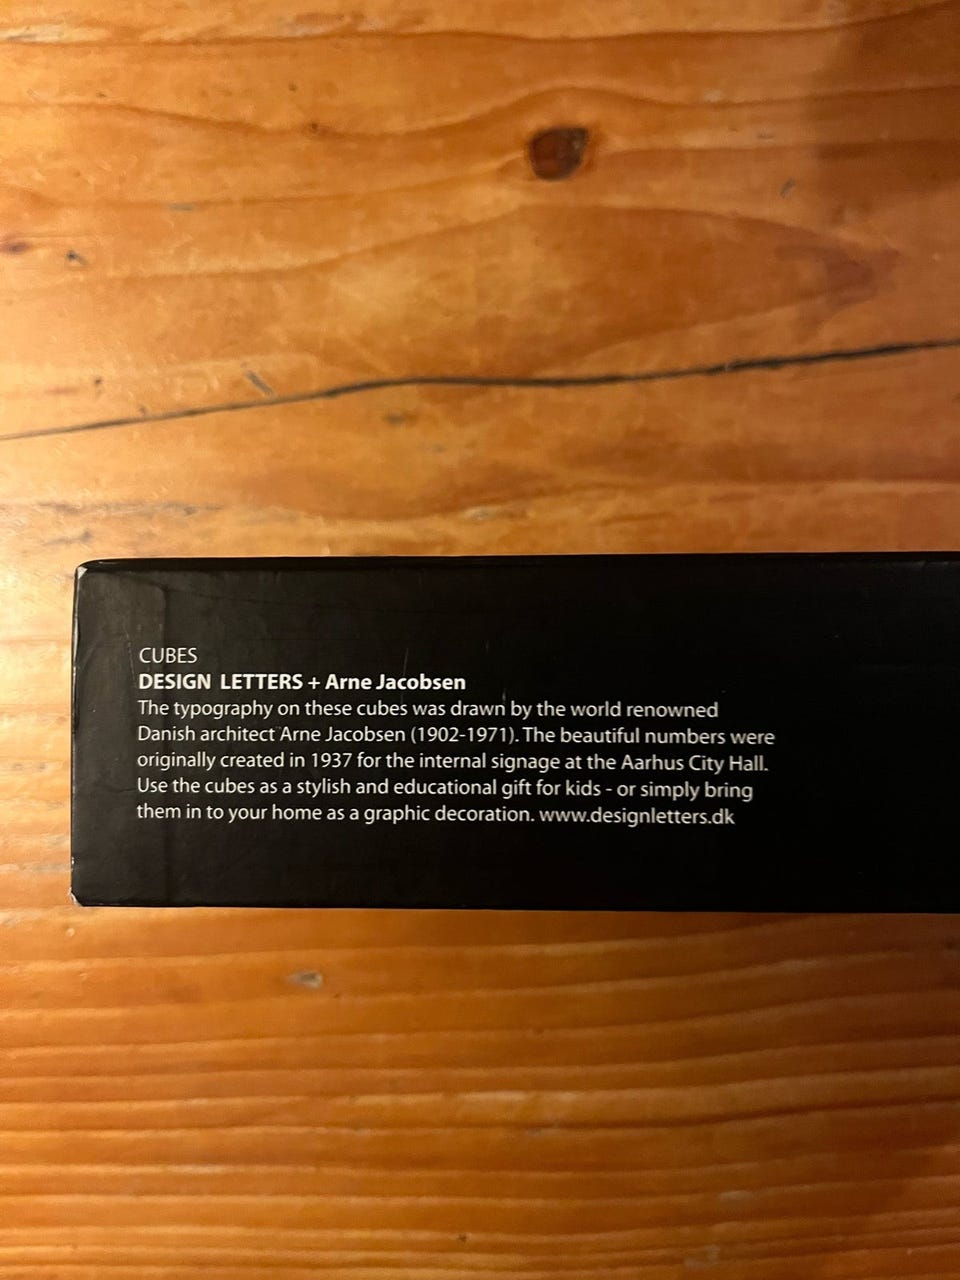 CUBES
DESIGN LETTERS + Arne Jacobsen
The typography on these cubes was drawn by the world renowned
Danish architect Arne Jacobsen (1902-1971). The beautiful numbers were
originally created in 1937 for the internal signage at the Aarhus City Hall.
Use the cubes as a stylish and educational gift for kids - or simply bring
them in to your home as a graphic decoration. www.designletters.dk